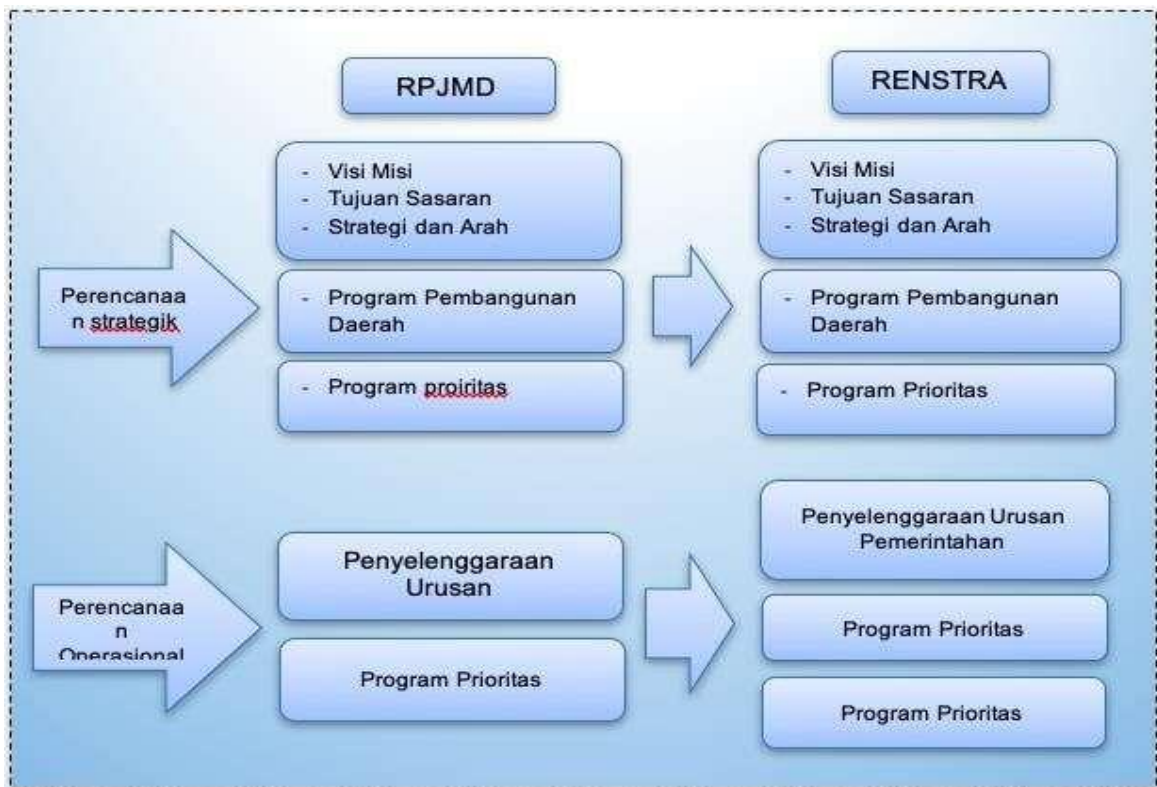 RPJMD
RENSTRA
Perencanaa
n strategik
- Visi Misi
- Tujuan Sasaran
- Strategi dan Arah
- Program Pembangunan
Daerah
- Program proiritas
- Visi Misi
- Tujuan Sasaran
- Strategi dan Arah
- Program Pembangunan
Daerah
- Program Prioritas
Perencanaa
n
Operasional
Penyelenggaraan
Urusan
Program Prioritas
Penyelenggaraan Urusan
Pemerintahan
Program Prioritas
Program Prioritas